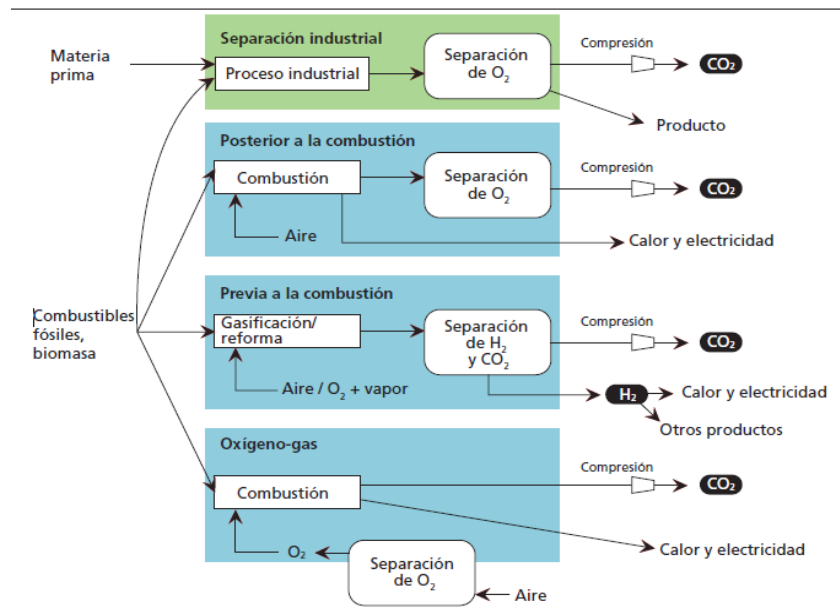 Separación industrial
Materia
prima
Proceso industrial
Separación
de O₂
Compresión
CO₂
Producto
Posterior a la combustión
Combustión
Separación
de O₂
Compresión
CO₂
Aire
Calor y electricidad
Combustibles
fósiles,
biomasa
Previa a la combustión
Gasificación/
reforma
Separación
de H₂
y CO₂
Compresión
CO₂
Aire / O₂ + vapor
H₂
Calor y electricidad
Otros productos
Oxígeno-gas
Combustión
Compresión
CO₂
O₂
Calor y electricidad
Separación
de O₂
Aire